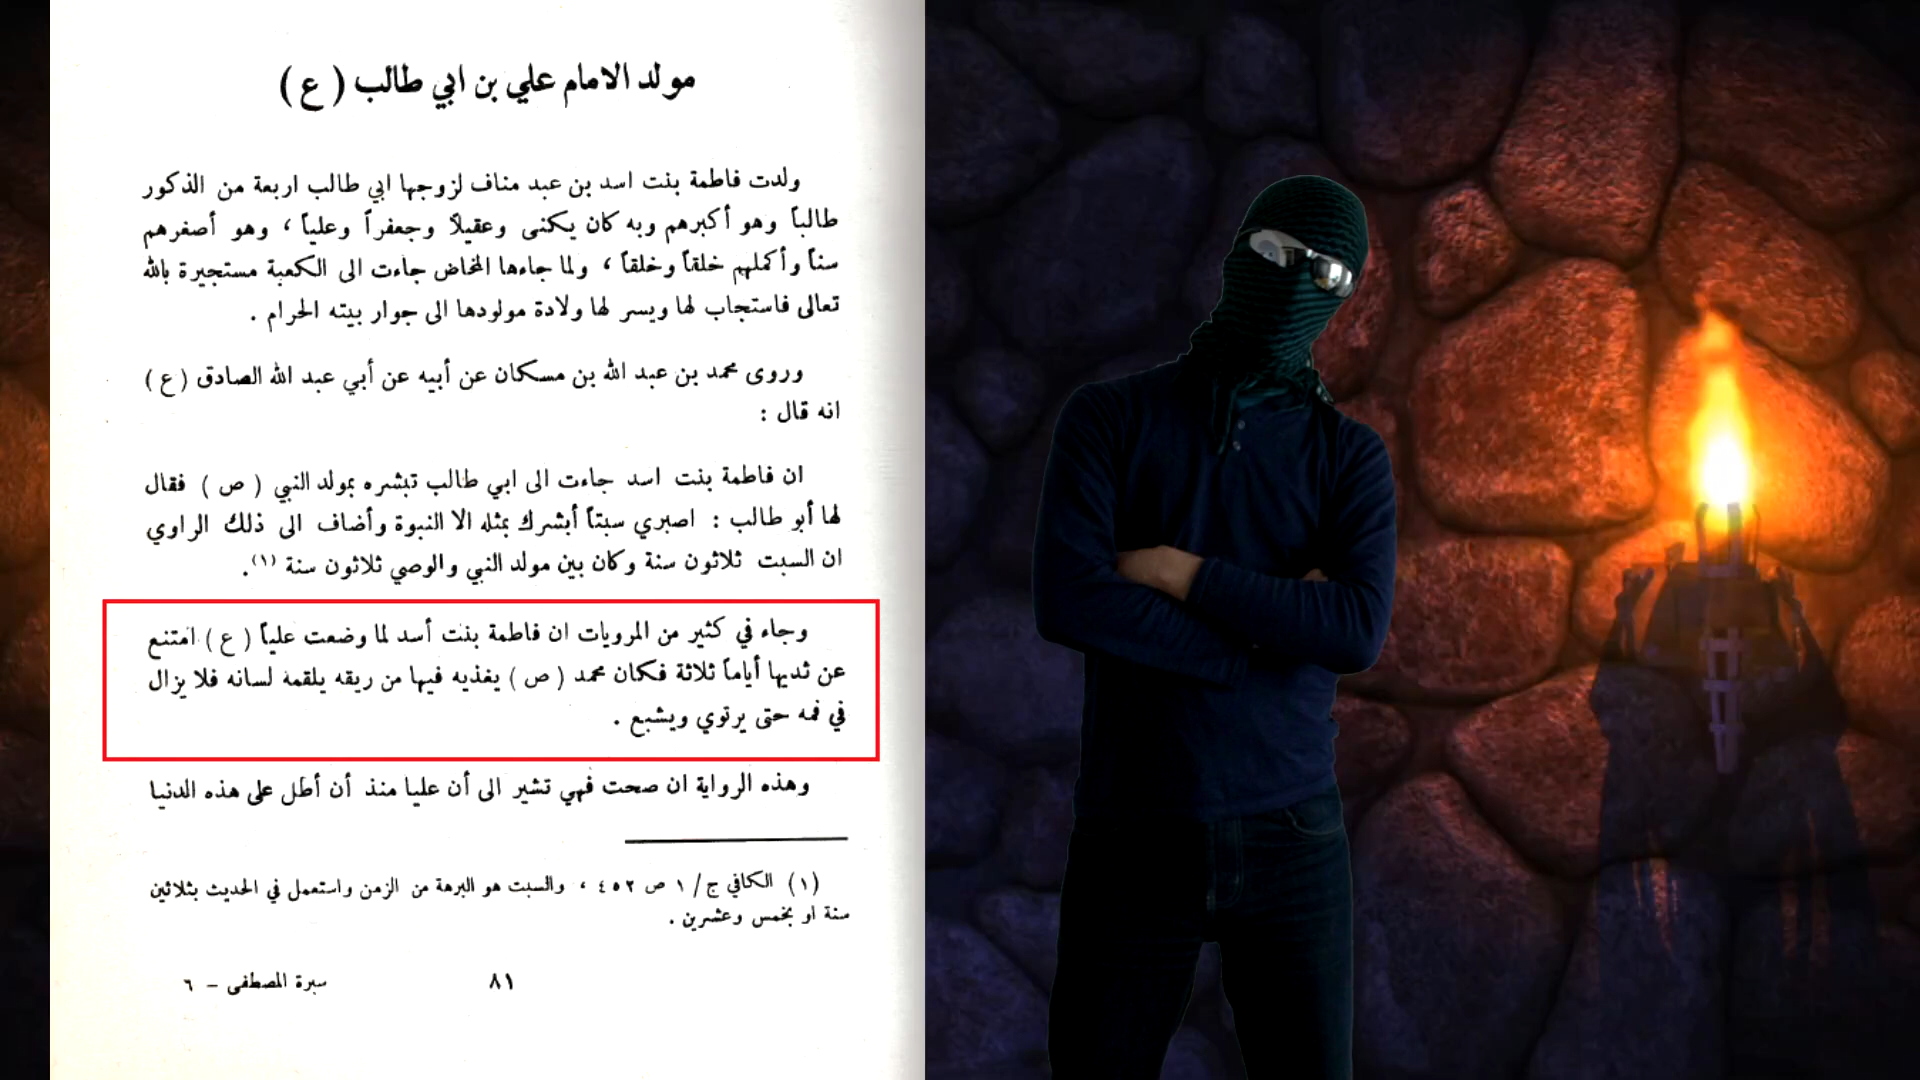 مولد الامام علي بن ابي طالب ( ع )
ولدت فاطمة بنت اسد بن عبد مناف لزوجها ابي طالب اربعة من الذكور
طالباً وهو أكبرهم وبه كان يكنى وعقيلاً وجعفراً وعلياً ، وهو أصغرهم
سناً وأكملهم خلقاً وخلقاً ، ولما جاءها المخاض جاءت الى الكعبة مستجيرة بالله
تعالى فاستجاب لها ويسر لها ولادة مولودها الى جوار بيته الحرام .
وروى محمد بن عبد الله بن مسكان عن أبيه عن أبي عبد الله الصادق ( ع )
انه قال :
ان فاطمة بنت اسد جاءت الى ابي طالب تبشره بمولد النبي ( ص ) فقال
لها أبو طالب : اصبري سبتاً أبشرك بمثله الا النبوة وأضاف الى ذلك الراوي
ان السبت ثلاثون سنة وكان بين مولد النبي والوصي ثلاثون سنة (١).
وجاء في كثير من المرويات ان فاطمة بنت أسد لما وضعت علياً ( ع ) امتنع
عن ثديها أياماً ثلاثة فكان محمد ( ص ) يغذيه فيها من ريقه يلقمه لسانه فلا يزال
في فمه حتى يرتوي ويشبع .
وهذه الرواية ان صحت فهي تشير الى أن عليا منذ أن أطل على هذه الدنيا
(١) الكافي ج/ ١ ص ٤٥٢ ، والسبت هو البرهة من الزمن واستعمل في الحديث بثلاثين
سنة او بخمس وعشرين .
٨١
سيرة المصطفى - ٦